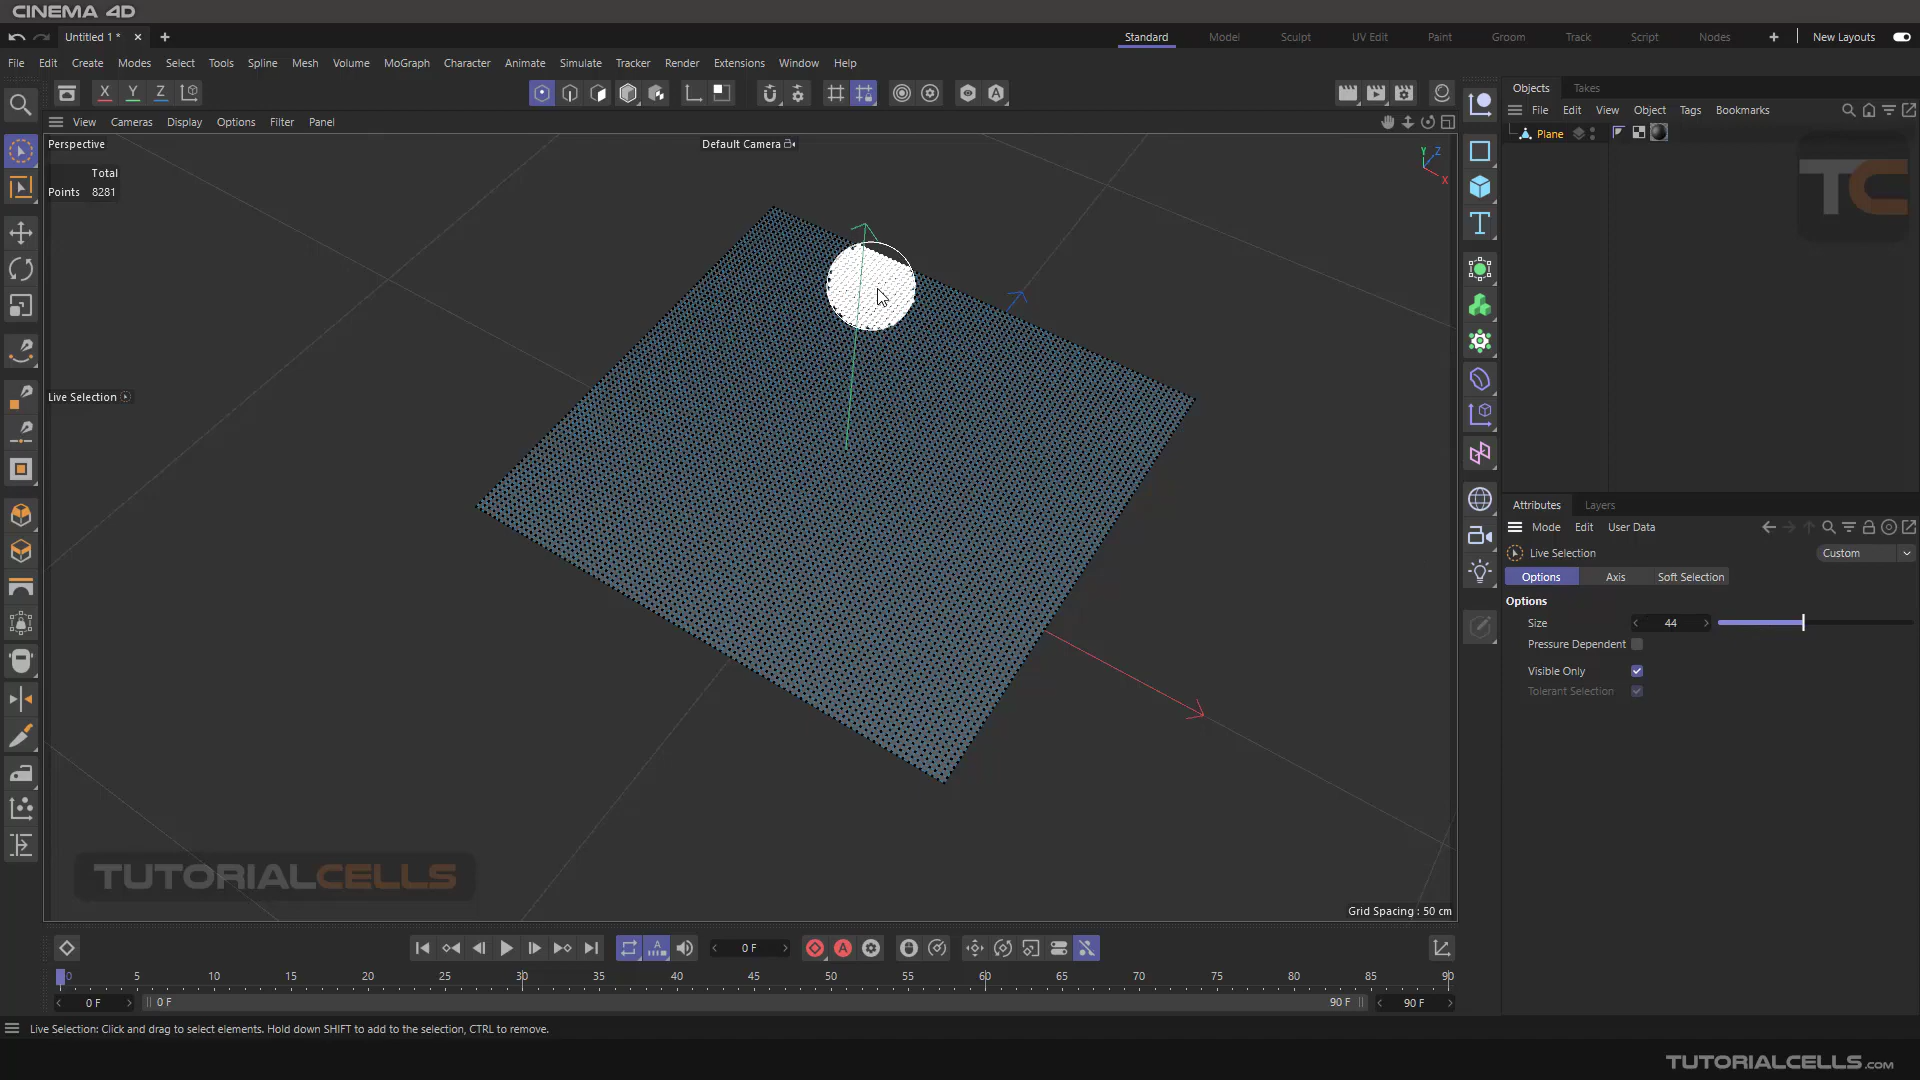 CINEMA 4D
Untitled 1 *
Standard Model Sculpt UV Edit Paint Groom Track Script Nodes New Layouts
File Edit Create Modes Select Tools Spline Mesh Volume MoGraph Character Animate Simulate Tracker Render Extensions Window Help
X Y Z
Objects Takes
File Edit View Object Tags Bookmarks
View Cameras Display Options Filter Panel
Plane
Perspective
Default Camera
Y Z X
Total
Points 8281
TC
Live Selection
Attributes Layers
Mode Edit User Data
Live Selection Custom
Options Axis Soft Selection
Options
Size 44
Pressure Dependent
Visible Only
Tolerant Selection
TUTORIALCELLS
Grid Spacing : 50 cm
0 F
0 5 10 15 20 25 30 35 40 45 50 55 60 65 70 75 80 85 90
0 F 0 F 90 F 90 F
Live Selection: Click and drag to select elements. Hold down SHIFT to add to the selection, CTRL to remove.
TUTORIALCELLS.COM